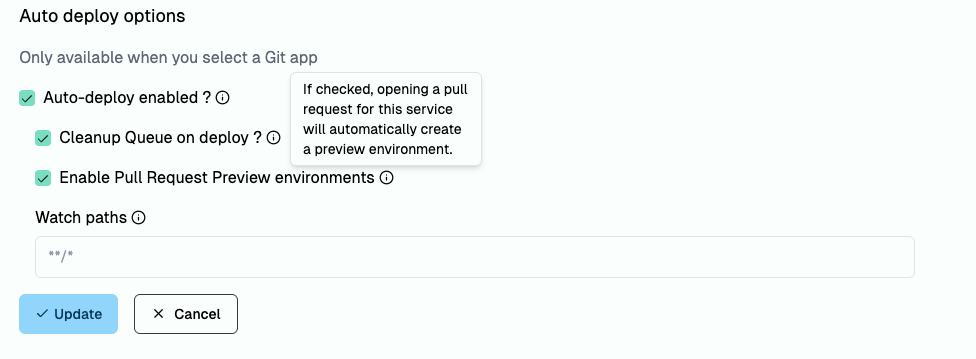 Auto deploy options
Only available when you select a Git app
If checked, opening a pull
request for this service
will automatically create
a preview environment.
Auto-deploy enabled ?
Cleanup Queue on deploy ?
Enable Pull Request Preview environments
Watch paths
**/*
Update
Cancel